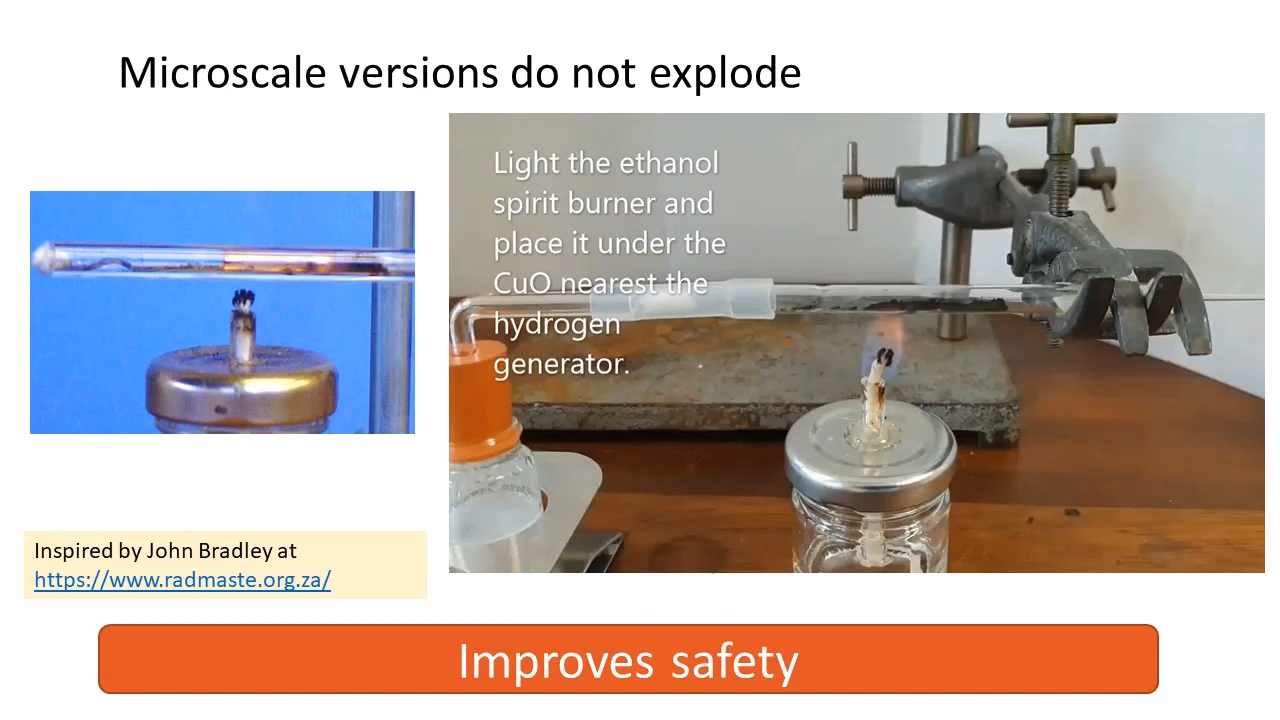 Microscale versions do not explode
Light the ethanol
spirit burner and
place it under the
CuO nearest the
hydrogen
generator.
Inspired by John Bradley at
https://www.radmaste.org.za/
Improves safety